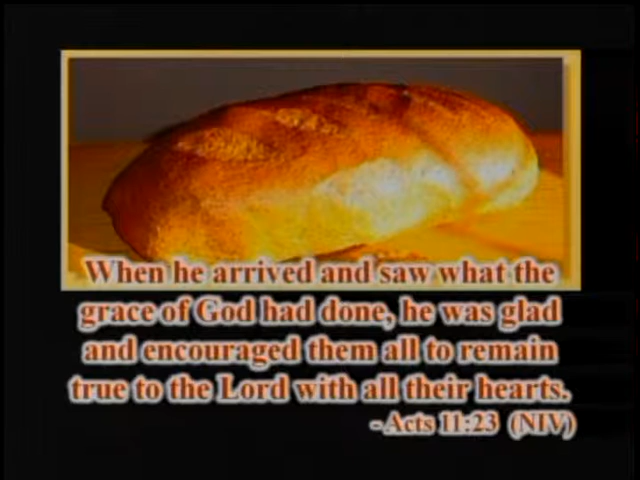 When he arrived and saw what the
grace of God had done, he was glad
and encouraged them all to remain
true to the Lord with all their hearts.
- Acts 11:23 (NIV)